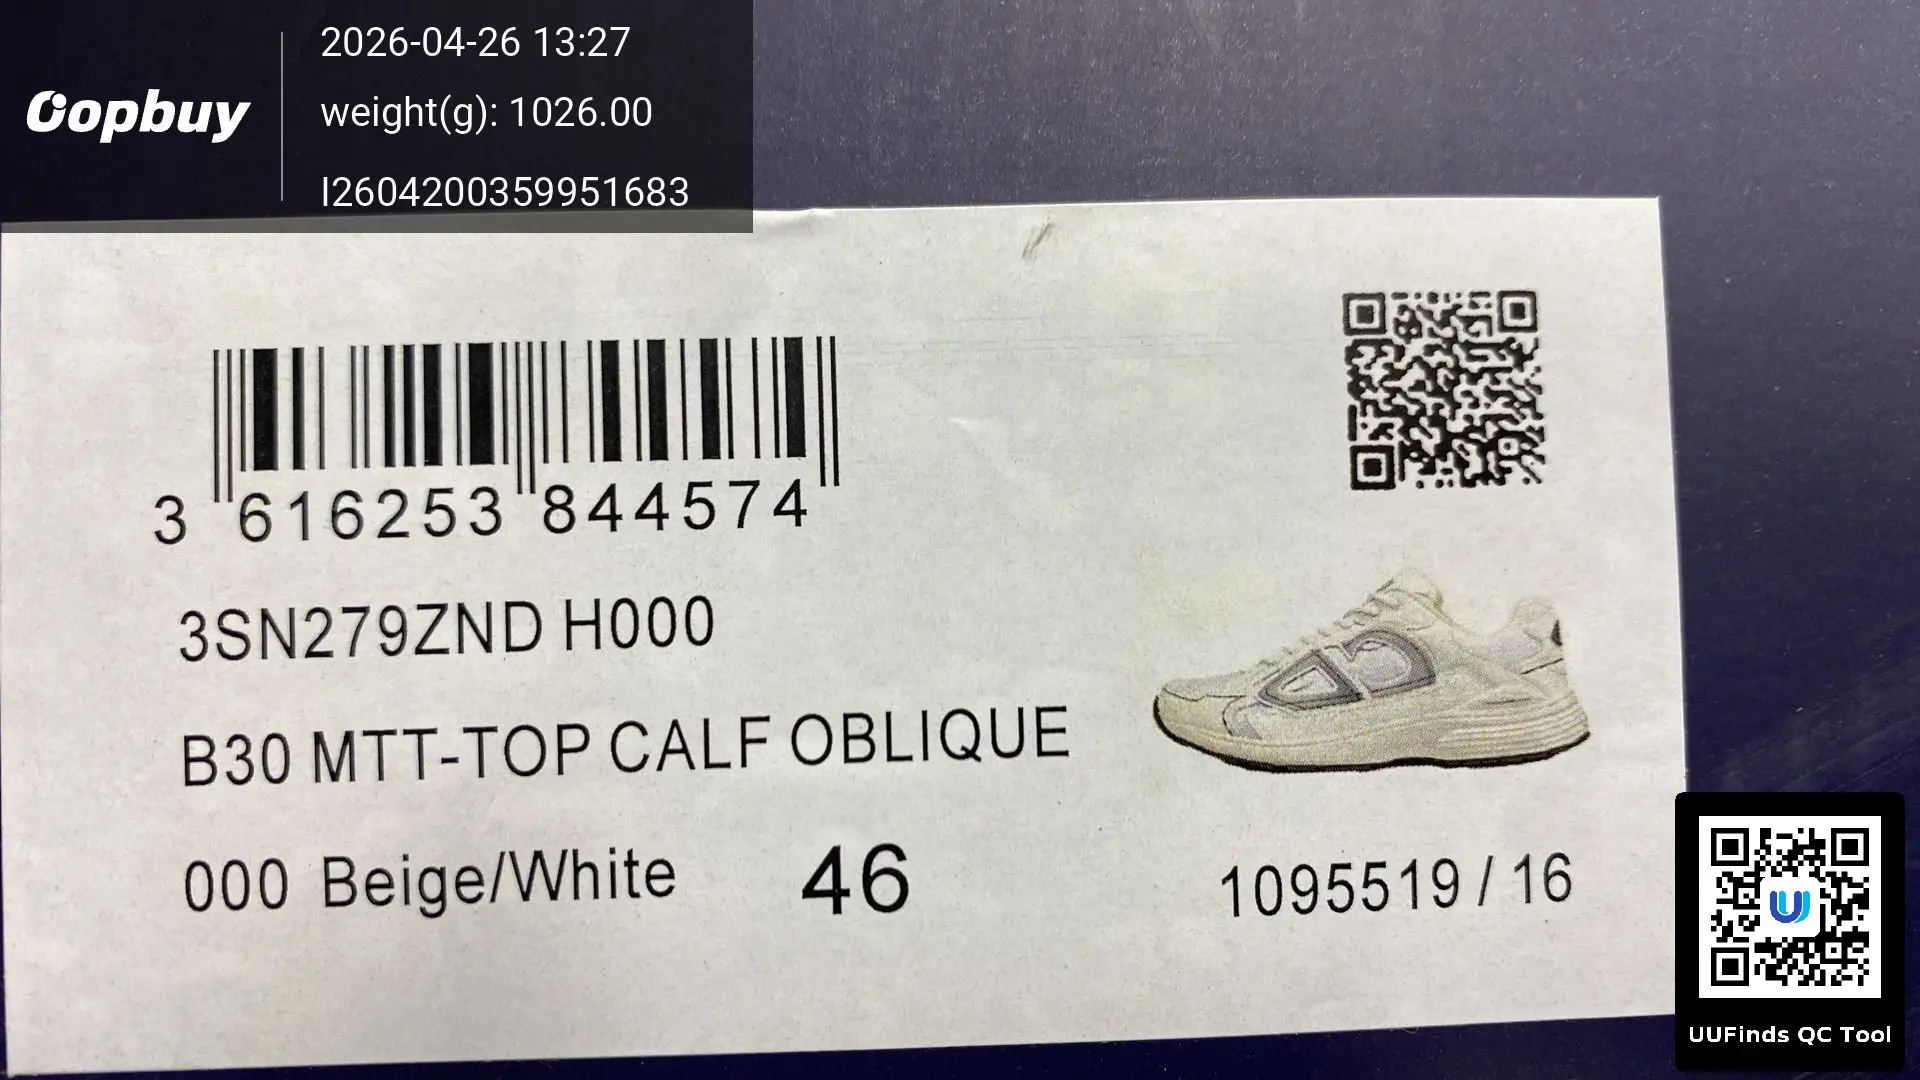 Oopbuy
2026-04-26 13:27
weight(g): 1026.00
I2604200359951683
3 616253 844574
3SN279ZND H000
B30 MTT-TOP CALF OBLIQUE
000 Beige/White 46
1095519 / 16
UUFinds QC Tool